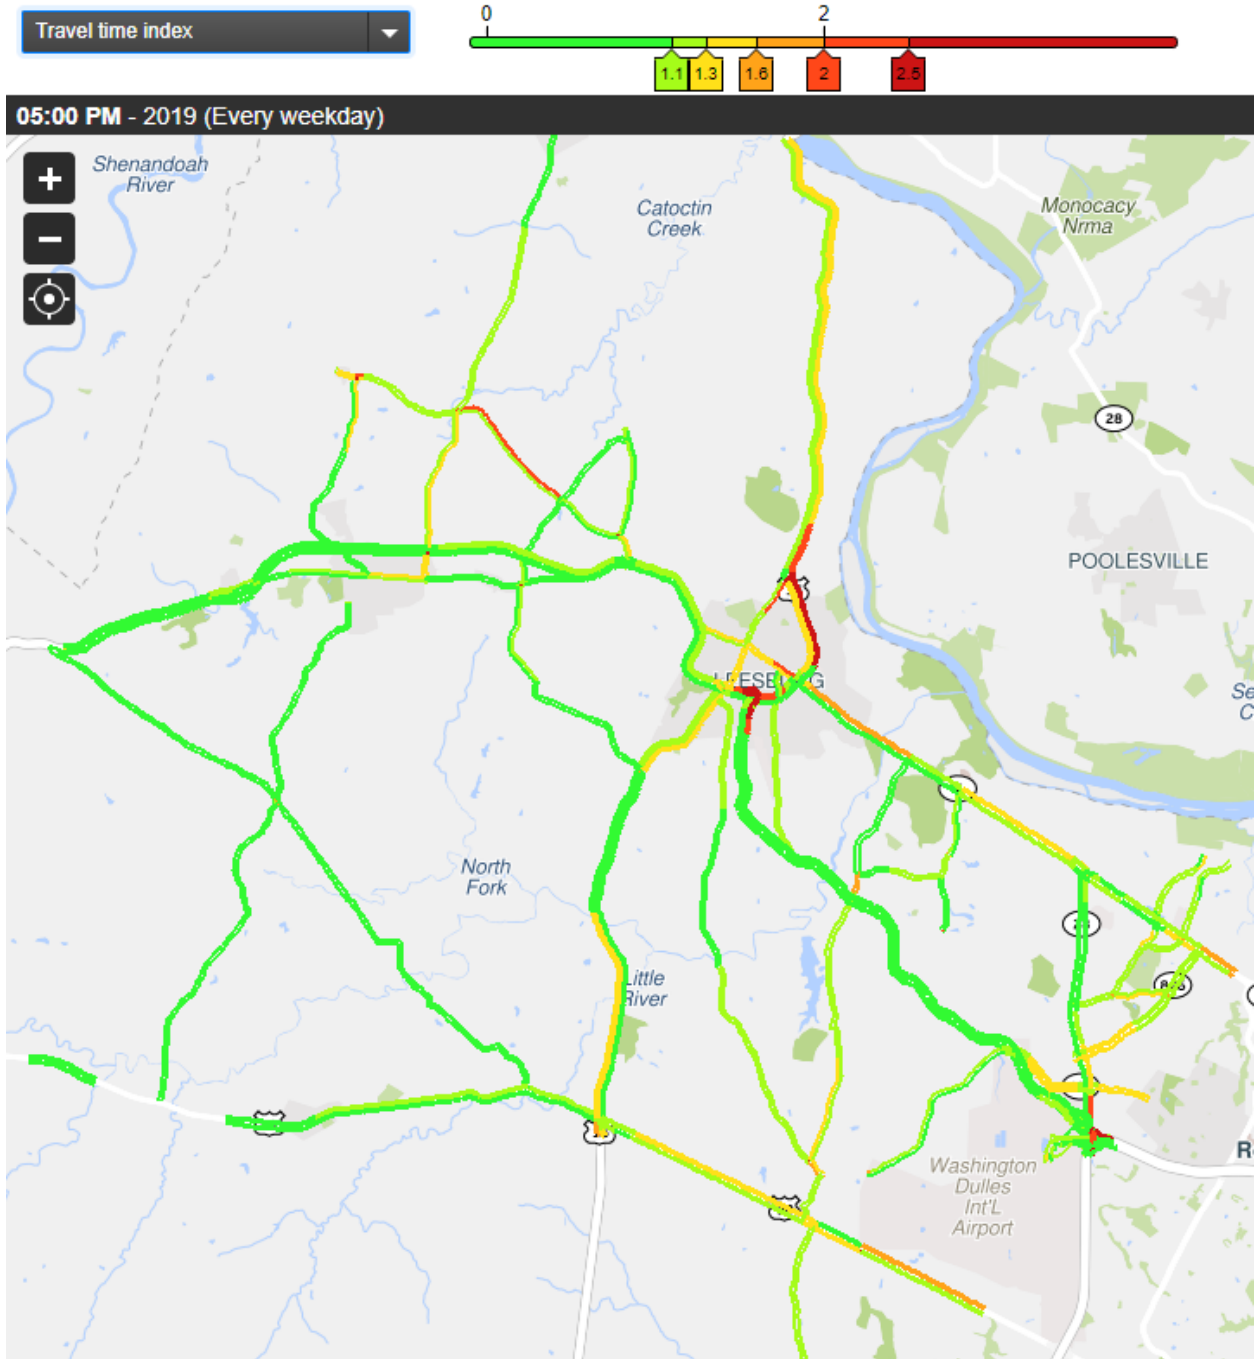 0
2
Travel time index
1.1
1.3
1.6
2
2.5
05:00 PM - 2019 (Every weekday)
+
−
Shenandoah
River
Catoctin
Creek
Monocacy
Nrma
28
POOLESVILLE
North
Fork
Little
River
Washington
Dulles
Int'L
Airport